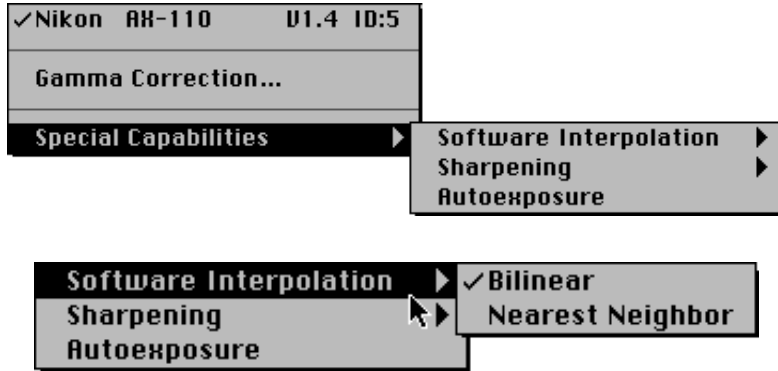 ✓Nikon AX-110 V1.4 ID:5
Gamma Correction...
Special Capabilities
Software Interpolation
Sharpening
Autoexposure
Software Interpolation
✓Bilinear
Sharpening
Nearest Neighbor
Autoexposure